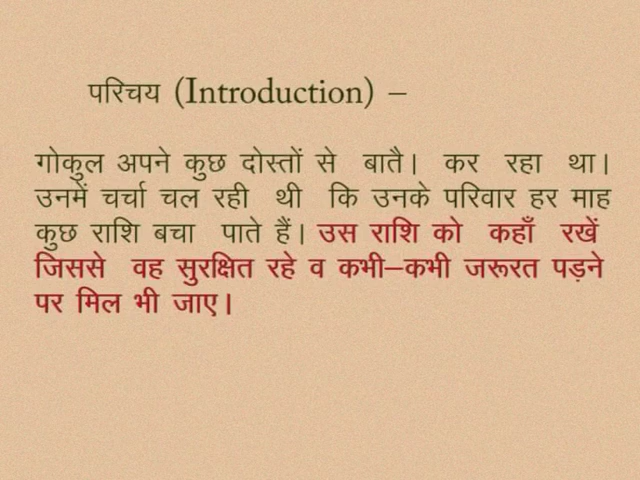 परिचय (Introduction) –
गोकुल अपने कुछ दोस्तों से बातै। कर रहा था।
उनमें चर्चा चल रही थी कि उनके परिवार हर माह
कुछ राशि बचा पाते हैं। उस राशि को कहाँ रखें
जिससे वह सुरक्षित रहे व कभी–कभी जरूरत पड़ने
पर मिल भी जाए।